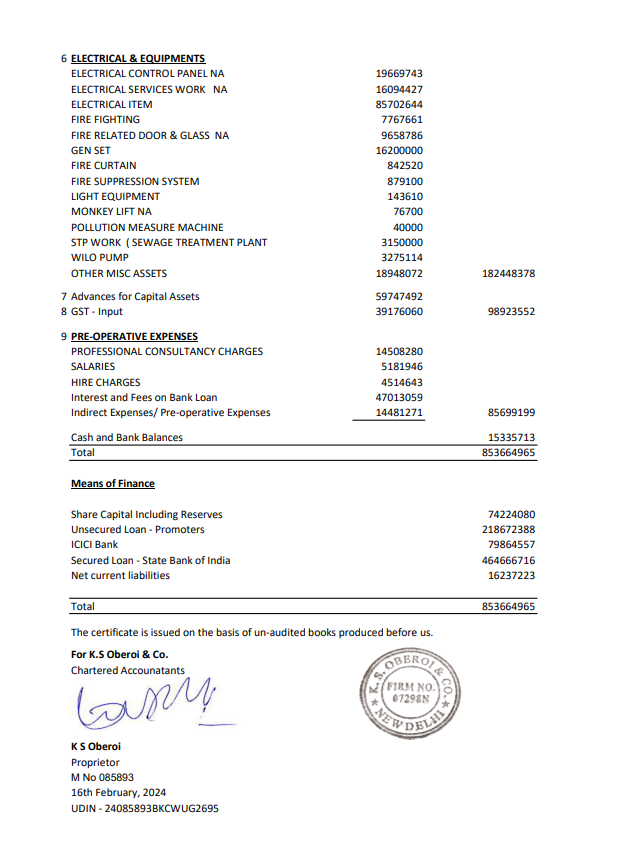 6 ELECTRICAL & EQUIPMENTS
ELECTRICAL CONTROL PANEL NA 19669743
ELECTRICAL SERVICES WORK NA 16094427
ELECTRICAL ITEM 85702644
FIRE FIGHTING 7767661
FIRE RELATED DOOR & GLASS NA 9658786
GEN SET 16200000
FIRE CURTAIN 842520
FIRE SUPPRESSION SYSTEM 879100
LIGHT EQUIPMENT 143610
MONKEY LIFT NA 76700
POLLUTION MEASURE MACHINE 40000
STP WORK ( SEWAGE TREATMENT PLANT 3150000
WILO PUMP 3275114
OTHER MISC ASSETS 18948072 182448378
7 Advances for Capital Assets 59747492
8 GST - Input 39176060 98923552
9 PRE-OPERATIVE EXPENSES
PROFESSIONAL CONSULTANCY CHARGES 14508280
SALARIES 5181946
HIRE CHARGES 4514643
Interest and Fees on Bank Loan 47013059
Indirect Expenses/ Pre-operative Expenses 14481271 85699199
Cash and Bank Balances 15335713
Total 853664965
Means of Finance
Share Capital Including Reserves 74224080
Unsecured Loan - Promoters 218672388
ICICI Bank 79864557
Secured Loan - State Bank of India 464666716
Net current liabilities 16237223
Total 853664965
The certificate is issued on the basis of un-audited books produced before us.
For K.S Oberoi & Co.
Chartered Accounatants
K.S. OBEROI & CO.
FIRM NO.
07298N
NEW DELHI
K S Oberoi
Proprietor
M No 085893
16th February, 2024
UDIN - 24085893BKCWUG2695